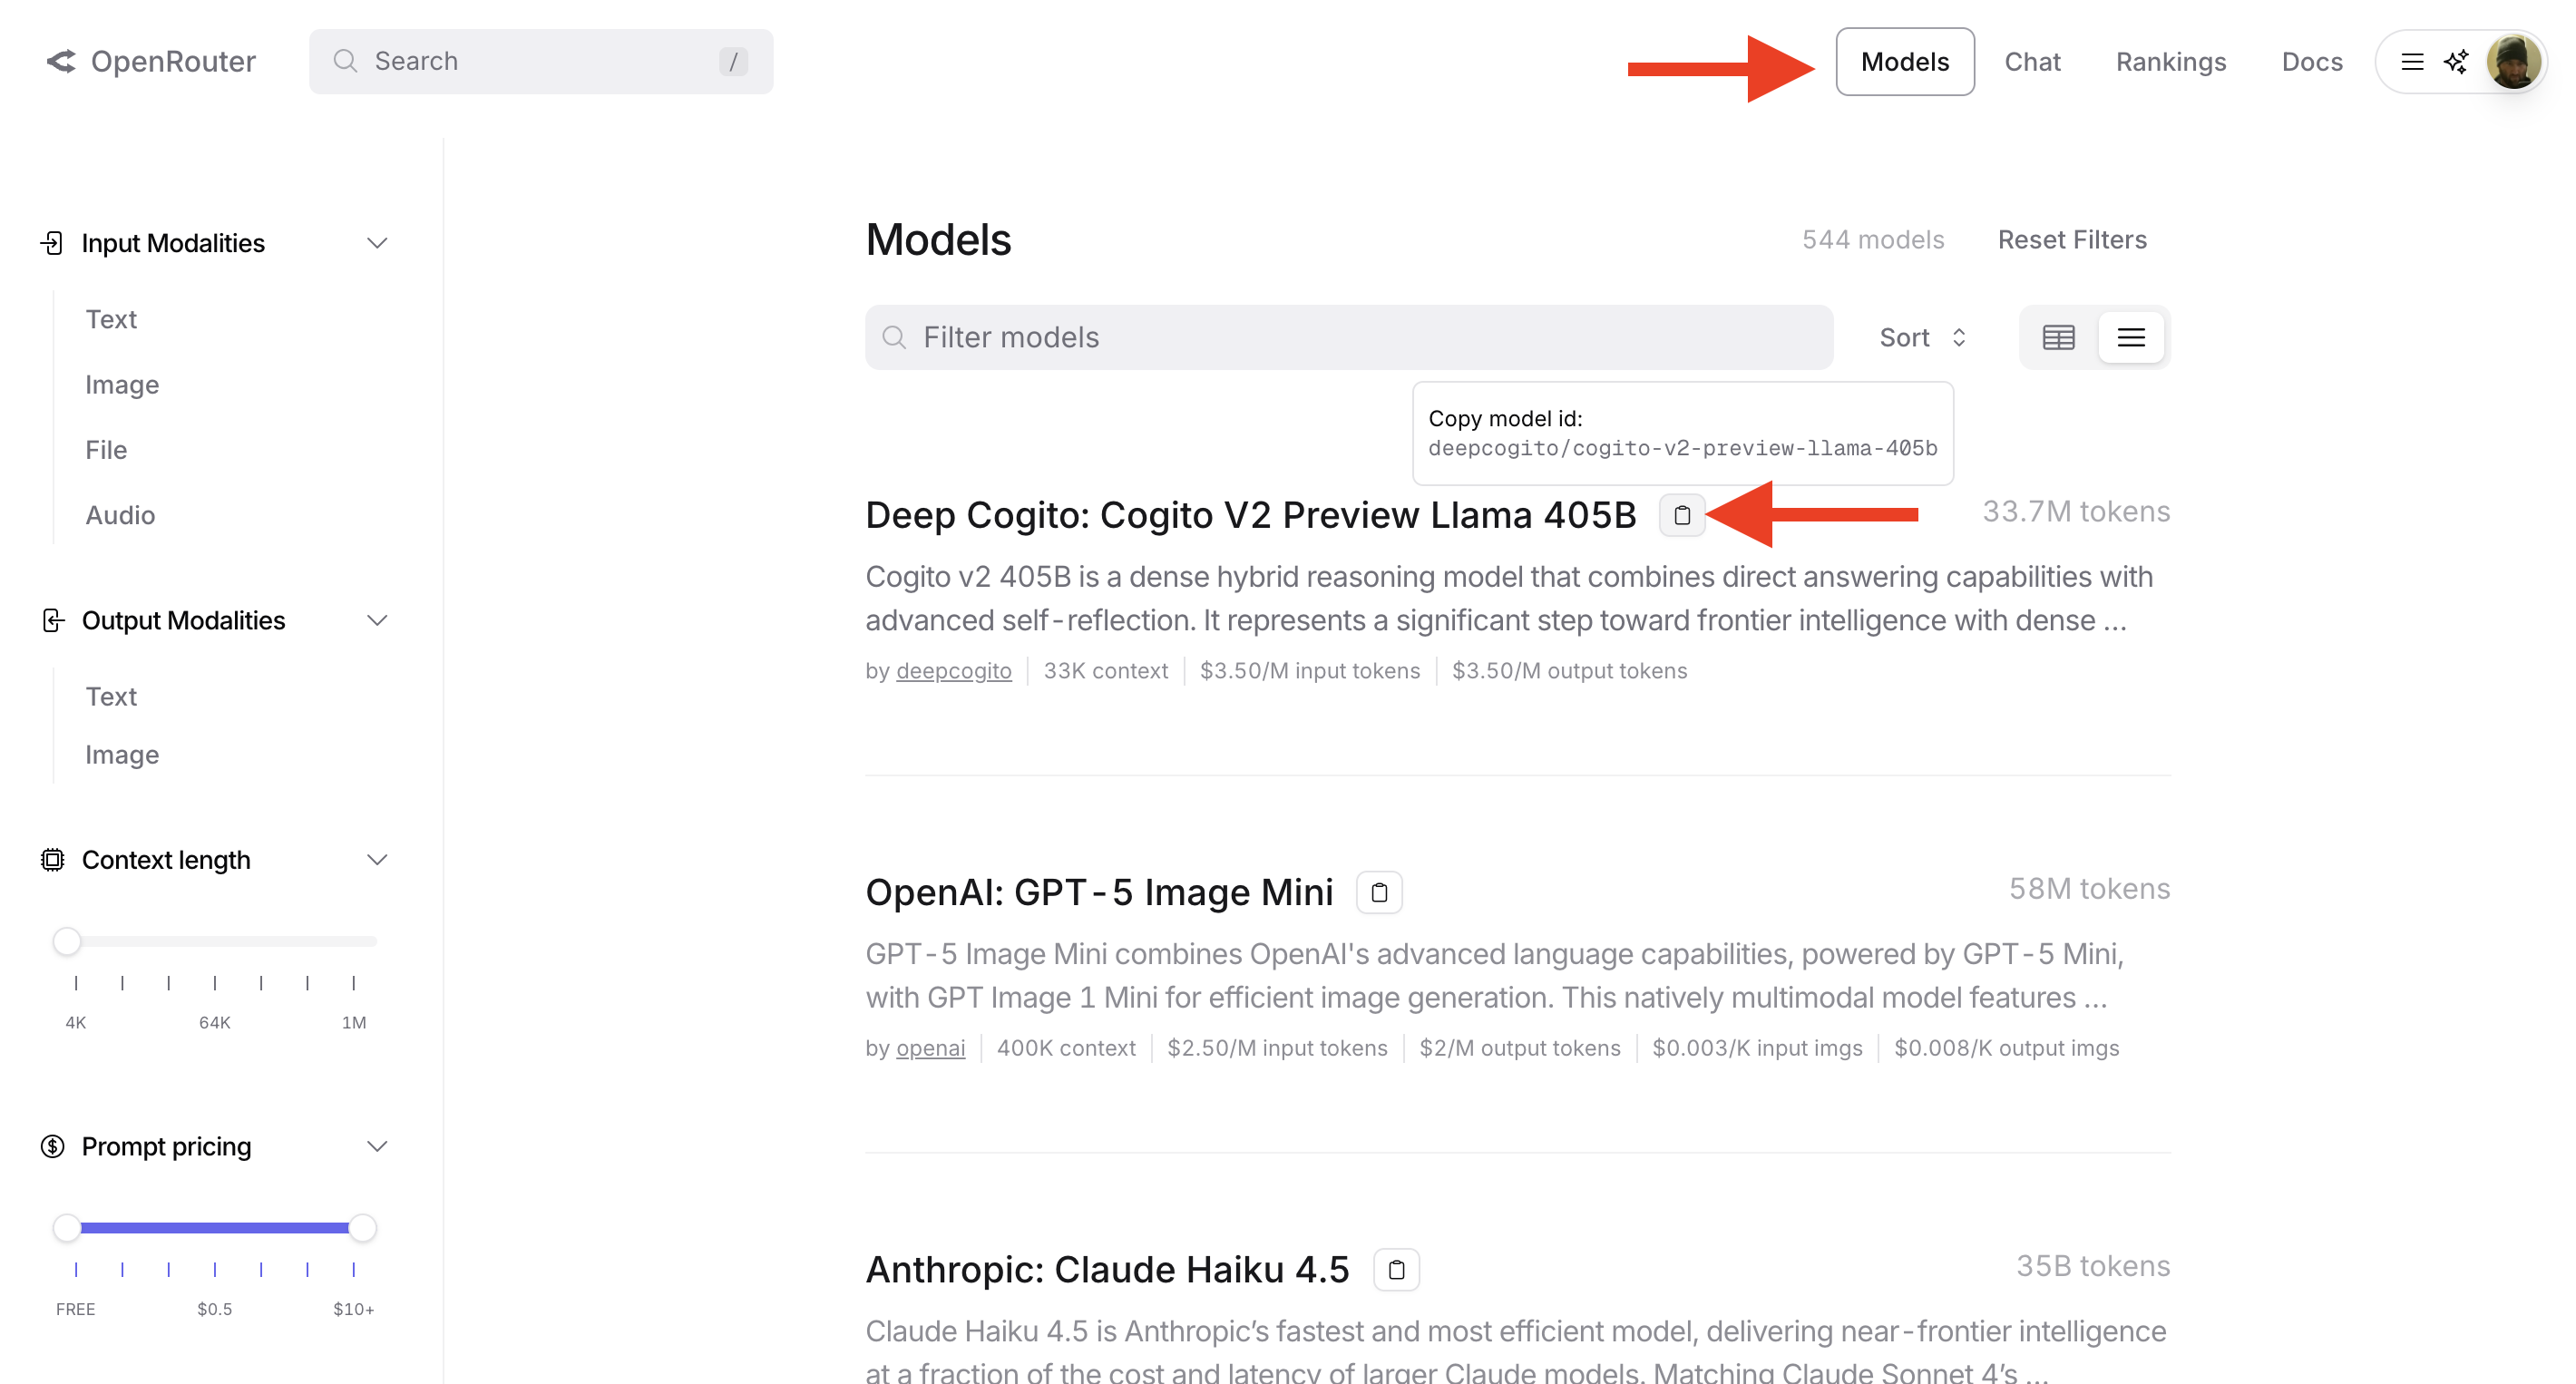 OpenRouter
Search
/
Models
Chat
Rankings
Docs
Input Modalities
Text
Image
File
Audio
Output Modalities
Text
Image
Context length
4K 64K 1M
Prompt pricing
FREE $0.5 $10+
Models
544 models
Reset Filters
Filter models
Sort
Copy model id:
deepcogito/cogito-v2-preview-llama-405b
Deep Cogito: Cogito V2 Preview Llama 405B
33.7M tokens
Cogito v2 405B is a dense hybrid reasoning model that combines direct answering capabilities with
advanced self-reflection. It represents a significant step toward frontier intelligence with dense ...
by deepcogito 33K context $3.50/M input tokens $3.50/M output tokens
OpenAI: GPT-5 Image Mini
58M tokens
GPT-5 Image Mini combines OpenAI's advanced language capabilities, powered by GPT-5 Mini,
with GPT Image 1 Mini for efficient image generation. This natively multimodal model features ...
by openai 400K context $2.50/M input tokens $2/M output tokens $0.003/K input imgs $0.008/K output imgs
Anthropic: Claude Haiku 4.5
35B tokens
Claude Haiku 4.5 is Anthropic’s fastest and most efficient model, delivering near-frontier intelligence
at a fraction of the cost and latency of larger Claude models. Matching Claude Sonnet 4’s ...